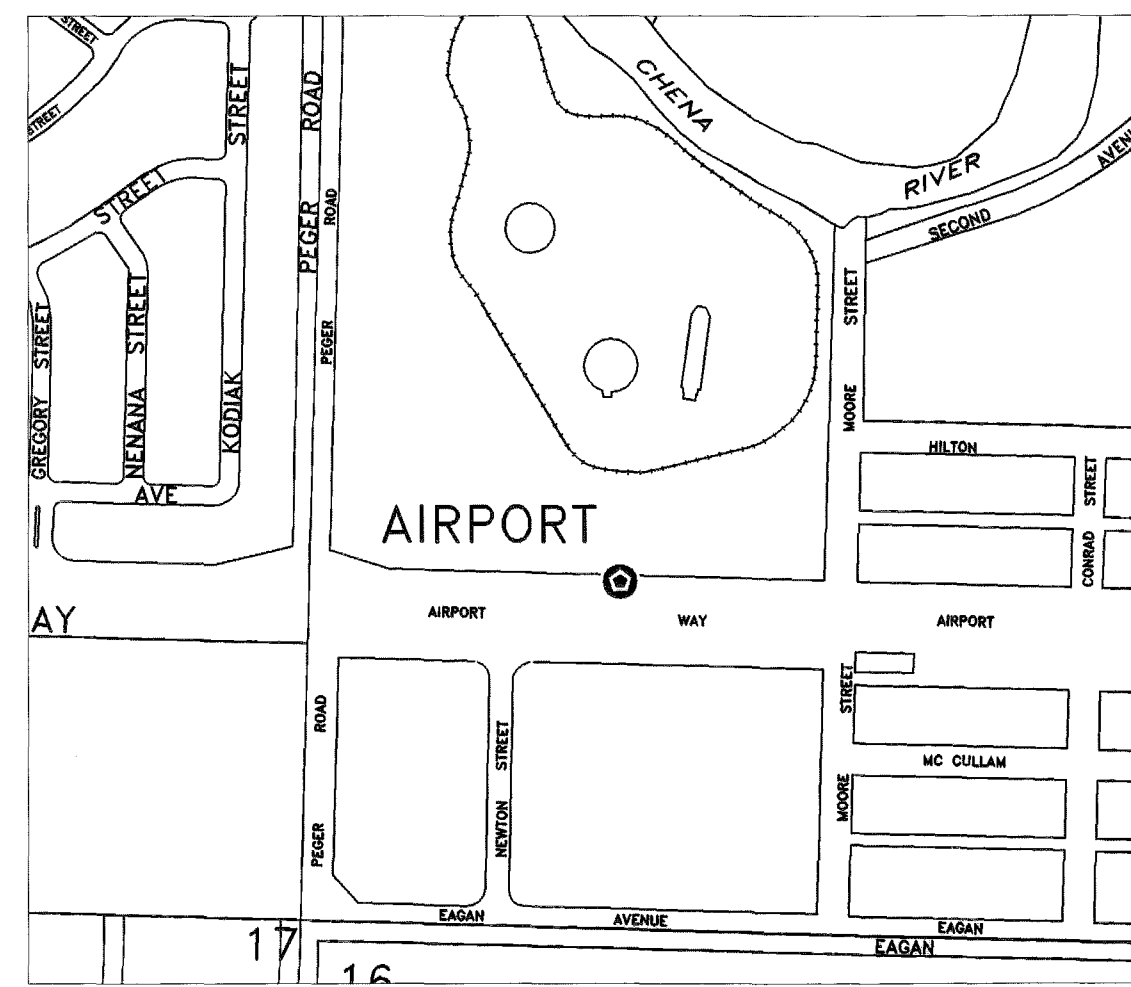 STREET
STREET
STREET
PEGER ROAD
ROAD
PEGER
CHENA
RIVER
SECOND
STREET
GREGORY STREET
NENANA STREET
KODIAK
AVE
MOORE STREET
HILTON
CONRAD STREET
AIRPORT
AIRPORT WAY AIRPORT
AY
PEGER ROAD
NEWTON STREET
MOORE STREET
MC CULLAM
EAGAN AVENUE EAGAN
EAGAN
17
16